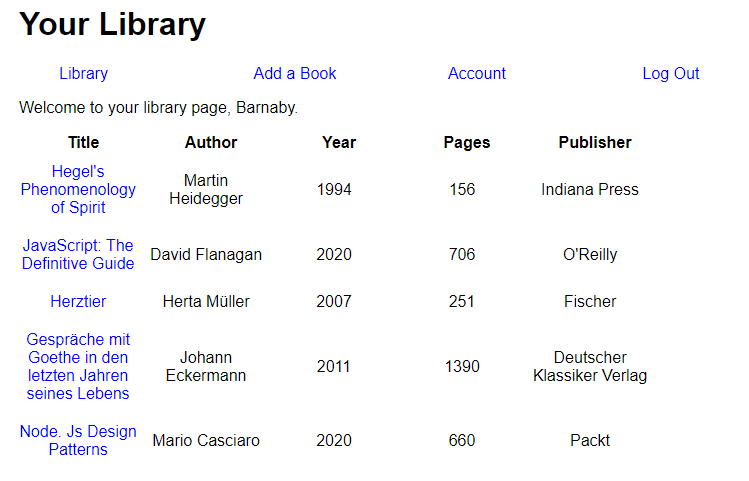 Your Library
Library Add a Book Account Log Out
Welcome to your library page, Barnaby.
Title Author Year Pages Publisher
Hegel's
Phenomenology
of Spirit
Martin
Heidegger
1994
156
Indiana Press
JavaScript: The
Definitive Guide
David Flanagan
2020
706
O'Reilly
Herztier
Herta Müller
2007
251
Fischer
Gespräche mit
Goethe in den
letzten Jahren
seines Lebens
Johann
Eckermann
2011
1390
Deutscher
Klassiker Verlag
Node. Js Design
Patterns
Mario Casciaro
2020
660
Packt